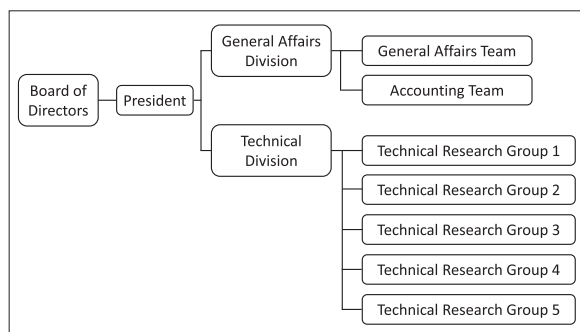 Board of
Directors
President
General Affairs
Division
General Affairs Team
Accounting Team
Technical
Division
Technical Research Group 1
Technical Research Group 2
Technical Research Group 3
Technical Research Group 4
Technical Research Group 5